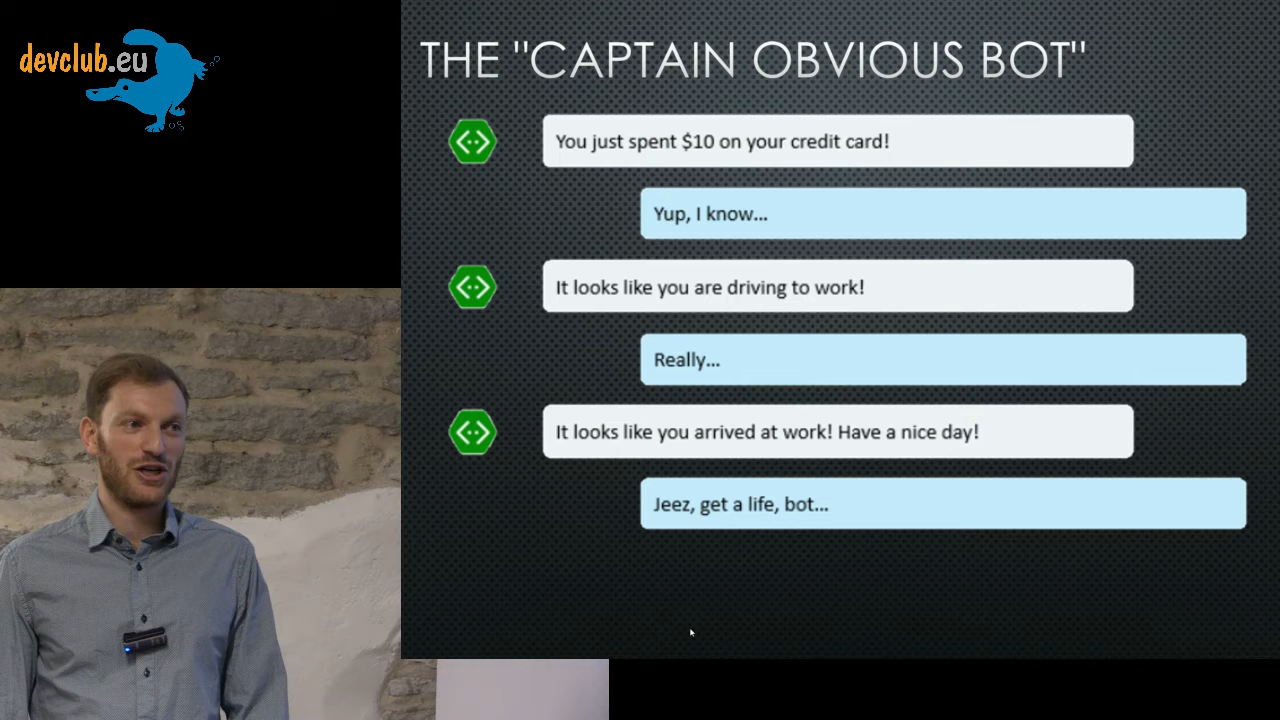 devclub.eu
THE "CAPTAIN OBVIOUS BOT"
You just spent $10 on your credit card!
Yup, I know...
It looks like you are driving to work!
Really...
It looks like you arrived at work! Have a nice day!
Jeez, get a life, bot...